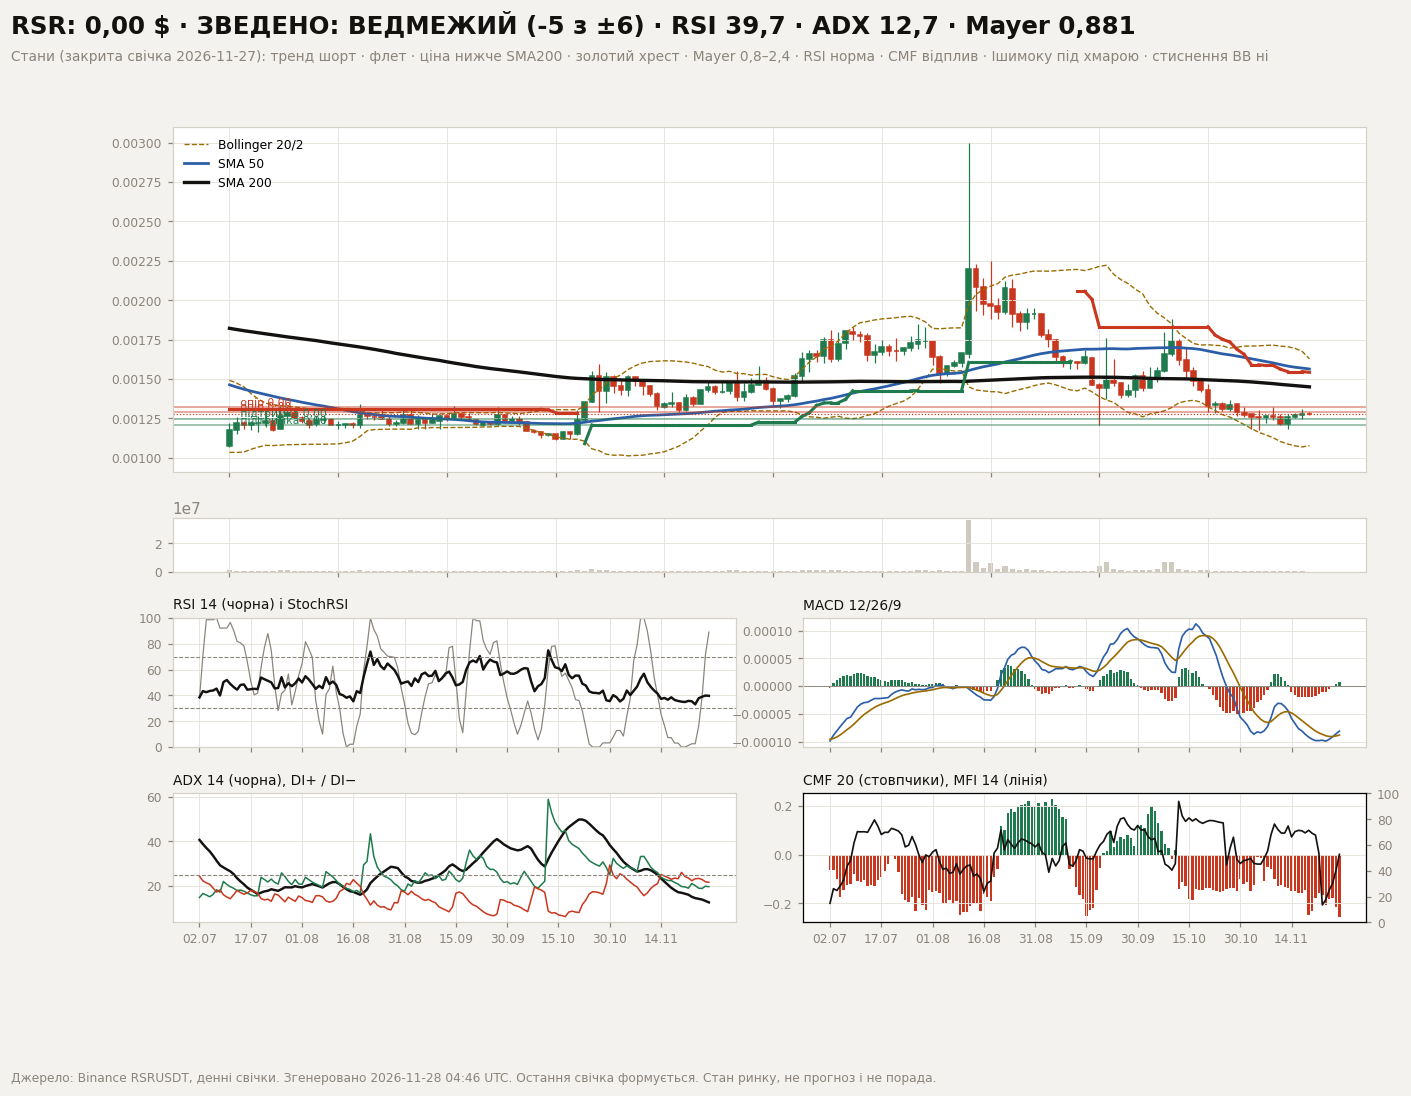 RSR: 0,00 $ · ЗВЕДЕНО: ВЕДМЕЖИЙ (-5 з ±6) · RSI 39,7 · ADX 12,7 · Mayer 0,881
Стани (закрита свічка 2026-11-27): тренд шорт · флет · ціна нижче SMA200 · золотий хрест · Mayer 0,8–2,4 · RSI норма · CMF відплив · Ішимоку під хмарою · стиснення BB ні
Bollinger 20/2
SMA 50
SMA 200
0.00300
0.00275
0.00250
0.00225
0.00200
0.00175
0.00150
0.00125
0.00100
1e7
2
0
RSI 14 (чорна) і StochRSI
100
80
60
40
20
0
MACD 12/26/9
0.00010
0.00005
0.00000
−0.00005
−0.00010
ADX 14 (чорна), DI+ / DI−
60
40
20
02.07 17.07 01.08 16.08 31.08 15.09 30.09 15.10 30.10 14.11
CMF 20 (стовпчики), MFI 14 (лінія)
0.2
0.0
−0.2
100
80
60
40
20
0
02.07 17.07 01.08 16.08 31.08 15.09 30.09 15.10 30.10 14.11
Джерело: Binance RSRUSDT, денні свічки. Згенеровано 2026-11-28 04:46 UTC. Остання свічка формується. Стан ринку, не прогноз і не порада.